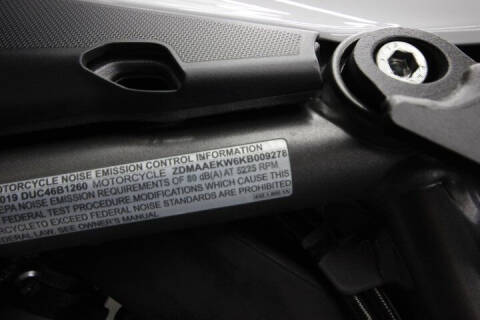 MOTORCYCLE NOISE EMISSION CONTROL INFORMATION
2019 DUC46B1260 MOTORCYCLE ZDMAAEKW6KB009278
EPA NOISE EMISSION REQUIREMENTS OF 80 dB(A) AT 5225 RPM
FEDERAL TEST PROCEDURE MODIFICATIONS WHICH CAUSE THIS
MOTORCYCLE TO EXCEED FEDERAL NOISE STANDARDS ARE PROHIBITED
FEDERAL LAW. SEE OWNER'S MANUAL